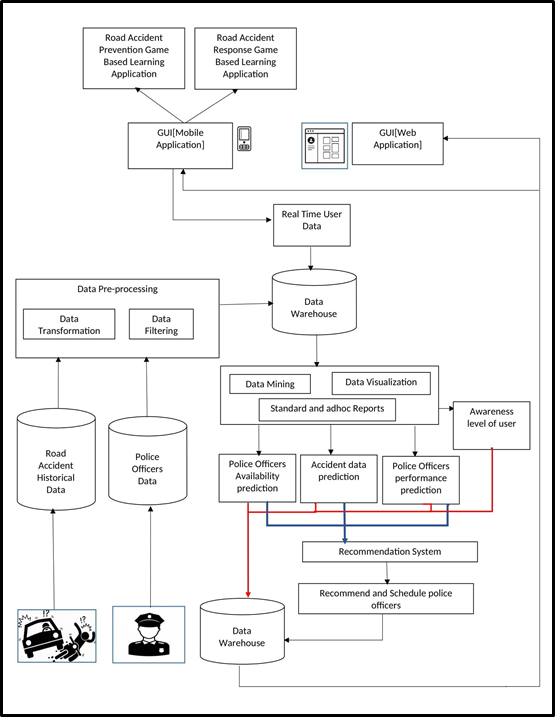 Road Accident
Prevention Game
Based Learning
Application
Road Accident
Response Game
Based Learning
Application
GUI[Mobile
Application]
GUI[Web
Application]
Real Time User
Data
Data Pre-processing
Data
Transformation
Data
Filtering
Data
Warehouse
Data Mining
Data Visualization
Standard and adhoc Reports
Awareness
level of user
Road
Accident
Historical
Data
Police
Officers
Data
Police Officers
Availability
prediction
Accident data
prediction
Police Officers
performance
prediction
Recommendation System
Recommend and Schedule police
officers
Data
Warehouse
!?
!?